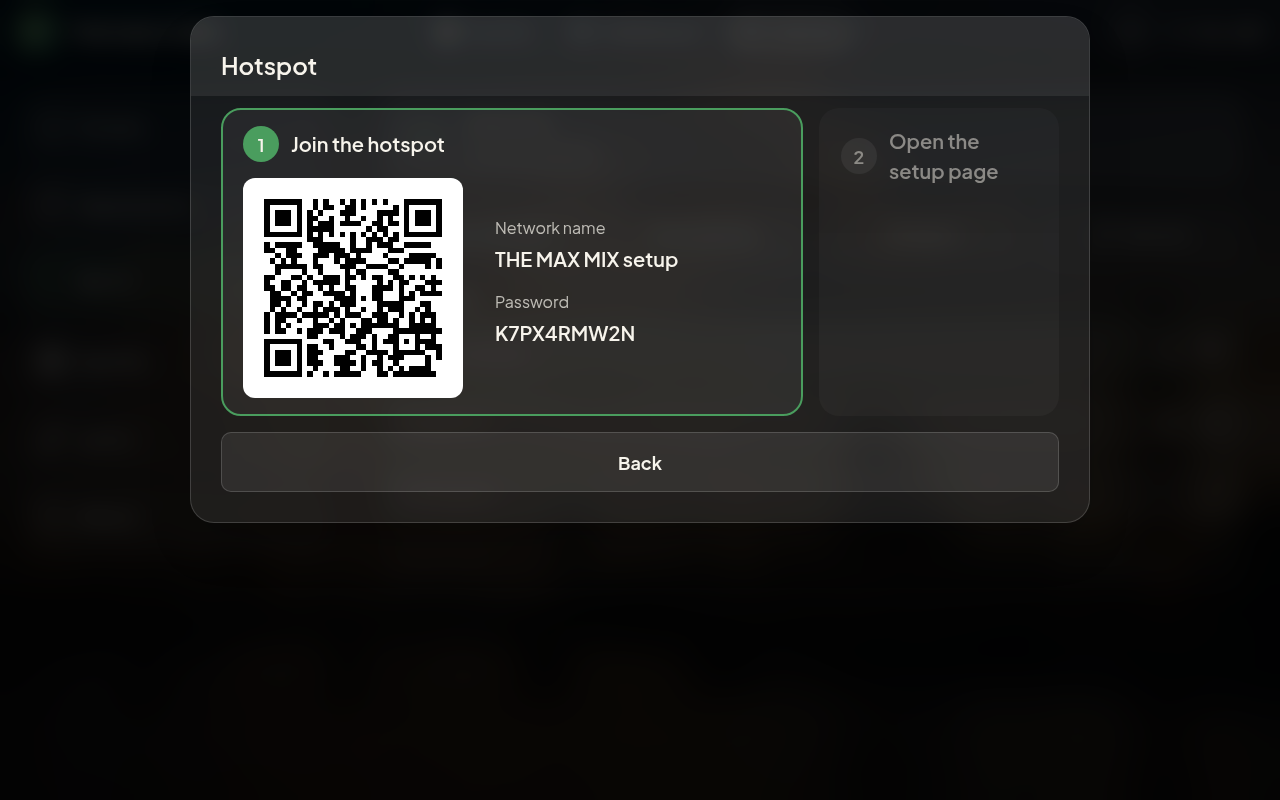 Hotspot
1
Join the hotspot
Network name
THE MAX MIX setup
Password
K7PX4RMW2N
2
Open the
setup page
Back